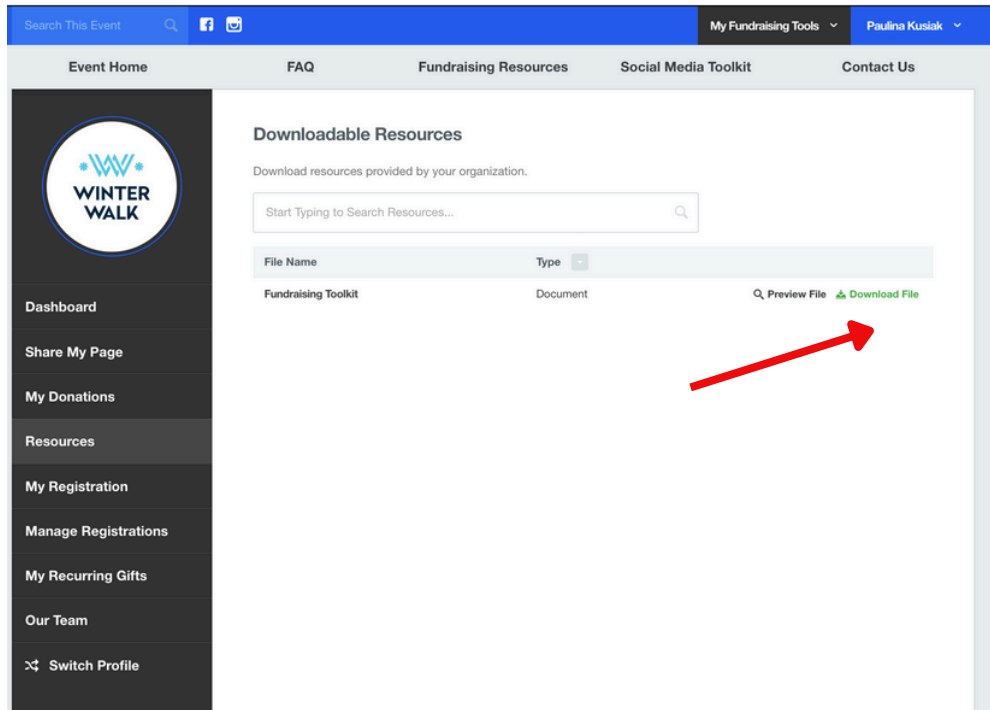 Search This Event
My Fundraising Tools
Paulina Kusiak
Event Home
FAQ
Fundraising Resources
Social Media Toolkit
Contact Us
WINTER
WALK
Dashboard
Share My Page
My Donations
Resources
My Registration
Manage Registrations
My Recurring Gifts
Our Team
Switch Profile
Downloadable Resources
Download resources provided by your organization.
Start Typing to Search Resources...
File Name
Type
Fundraising Toolkit
Document
Preview File
Download File